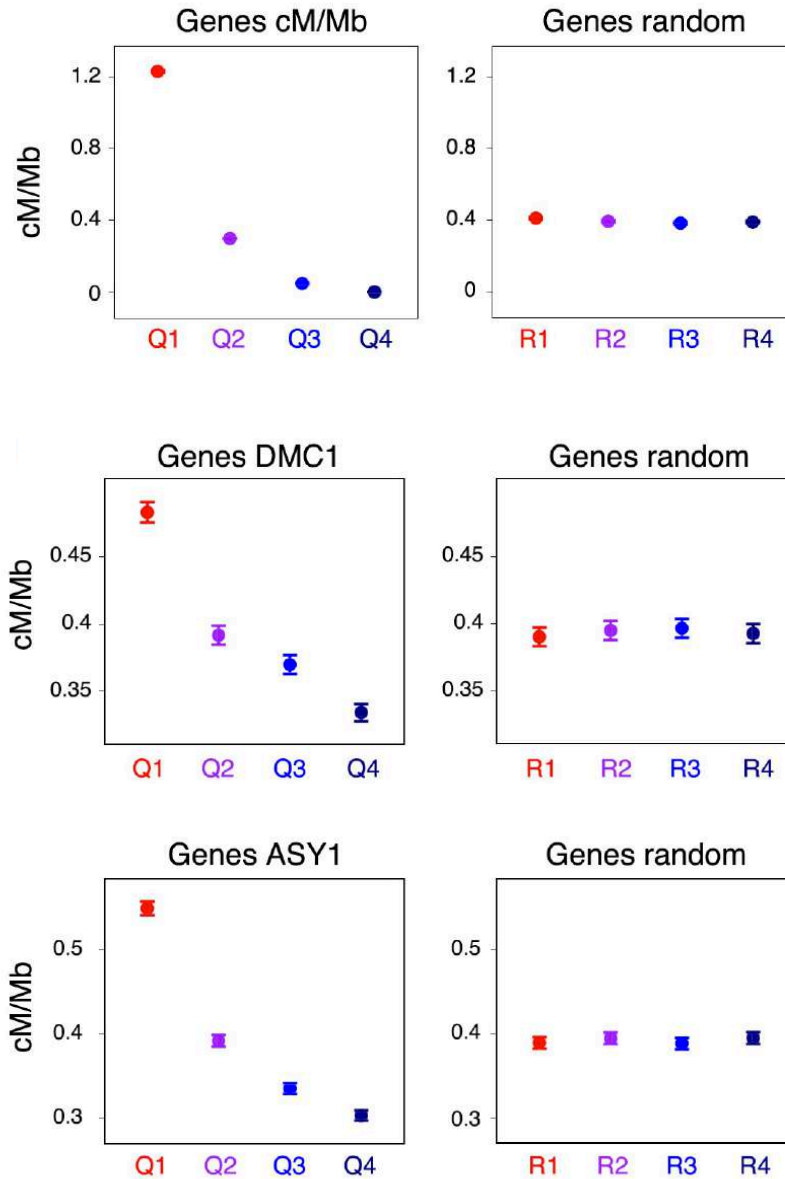 Genes cM/Mb
Genes random
cM/Mb
1.2
0.8
0.4
0
1.2
0.8
0.4
0
Q1 Q2 Q3 Q4
R1 R2 R3 R4
Genes DMC1
Genes random
cM/Mb
0.45
0.4
0.35
0.45
0.4
0.35
Q1 Q2 Q3 Q4
R1 R2 R3 R4
Genes ASY1
Genes random
cM/Mb
0.5
0.4
0.3
0.5
0.4
0.3
Q1 Q2 Q3 Q4
R1 R2 R3 R4